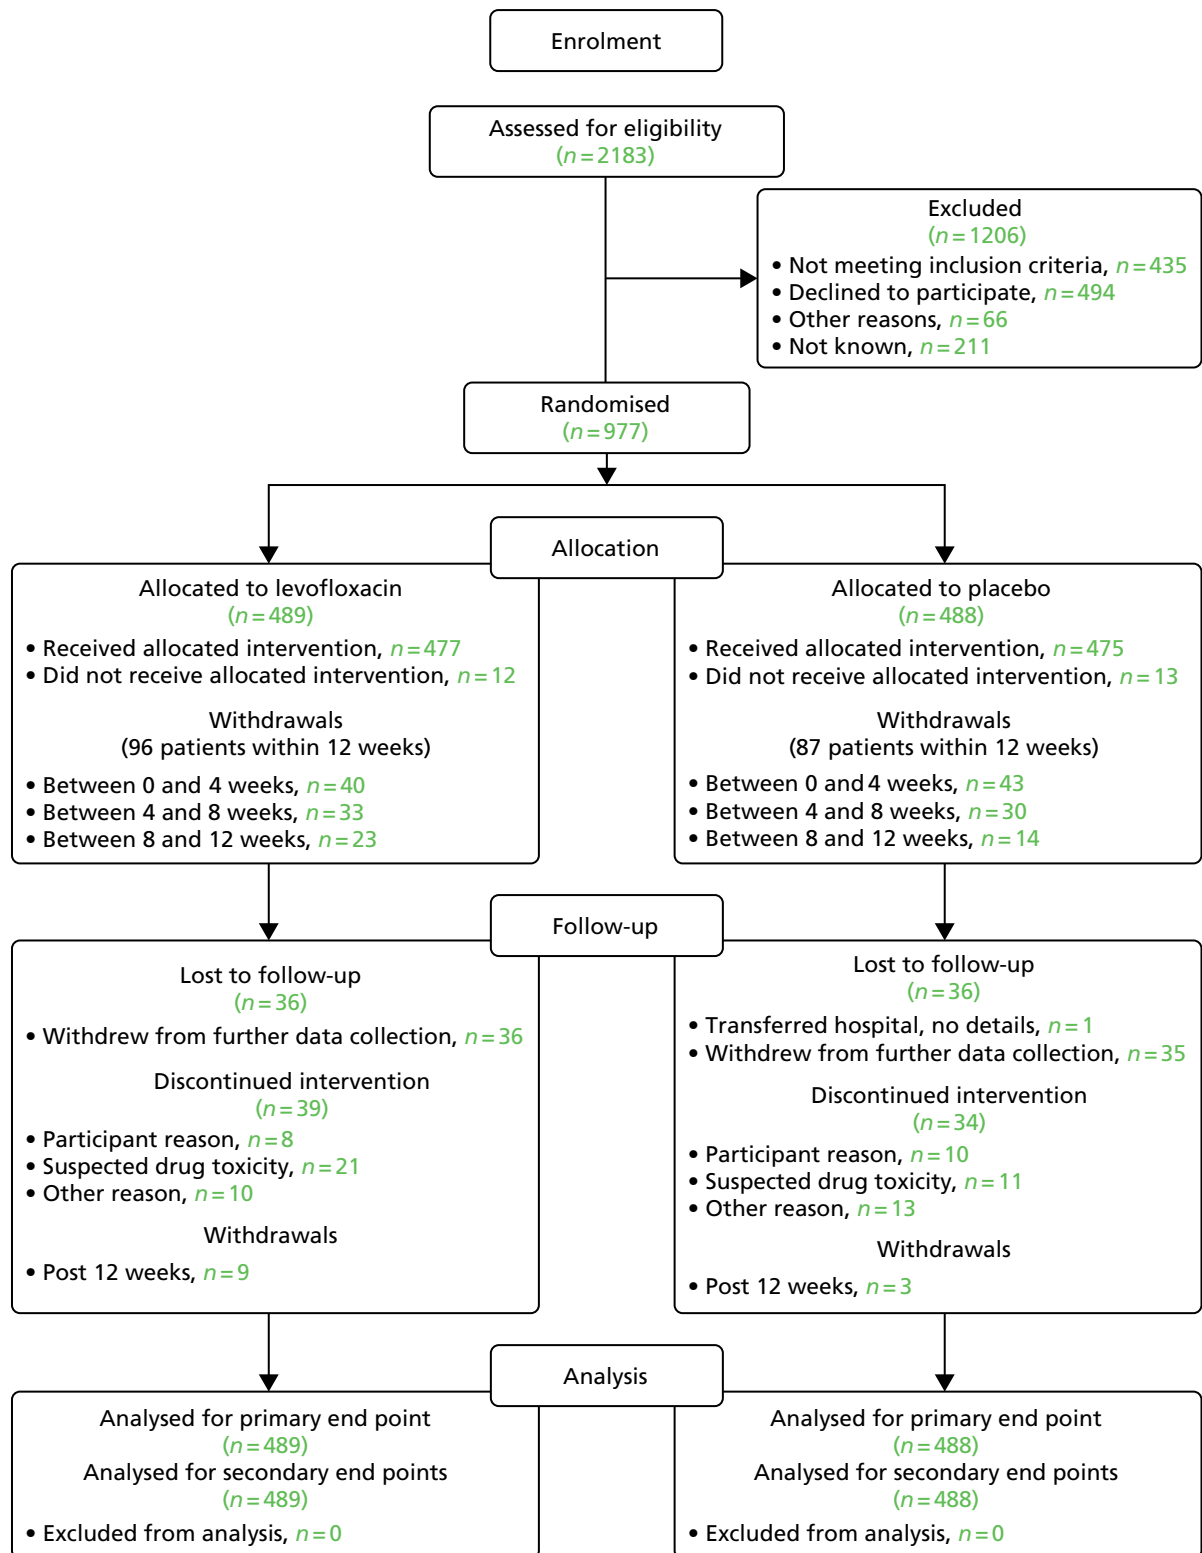 Enrolment
Assessed for eligibility
(n=2183)
Excluded
(n=1206)
• Not meeting inclusion criteria, n=435
• Declined to participate, n=494
• Other reasons, n=66
• Not known, n=211
Randomised
(n=977)
Allocation
Allocated to levofloxacin
(n=489)
• Received allocated intervention, n=477
• Did not receive allocated intervention, n=12
Withdrawals
(96 patients within 12 weeks)
• Between 0 and 4 weeks, n=40
• Between 4 and 8 weeks, n=33
• Between 8 and 12 weeks, n=23
Allocated to placebo
(n=488)
• Received allocated intervention, n=475
• Did not receive allocated intervention, n=13
Withdrawals
(87 patients within 12 weeks)
• Between 0 and 4 weeks, n=43
• Between 4 and 8 weeks, n=30
• Between 8 and 12 weeks, n=14
Follow-up
Lost to follow-up
(n=36)
• Withdrew from further data collection, n=36
Discontinued intervention
(n=39)
• Participant reason, n=8
• Suspected drug toxicity, n=21
• Other reason, n=10
Withdrawals
• Post 12 weeks, n=9
Lost to follow-up
(n=36)
• Transferred hospital, no details, n=1
• Withdrew from further data collection, n=35
Discontinued intervention
(n=34)
• Participant reason, n=10
• Suspected drug toxicity, n=11
• Other reason, n=13
Withdrawals
• Post 12 weeks, n=3
Analysis
Analysed for primary end point
(n=489)
Analysed for secondary end points
(n=489)
• Excluded from analysis, n=0
Analysed for primary end point
(n=488)
Analysed for secondary end points
(n=488)
• Excluded from analysis, n=0